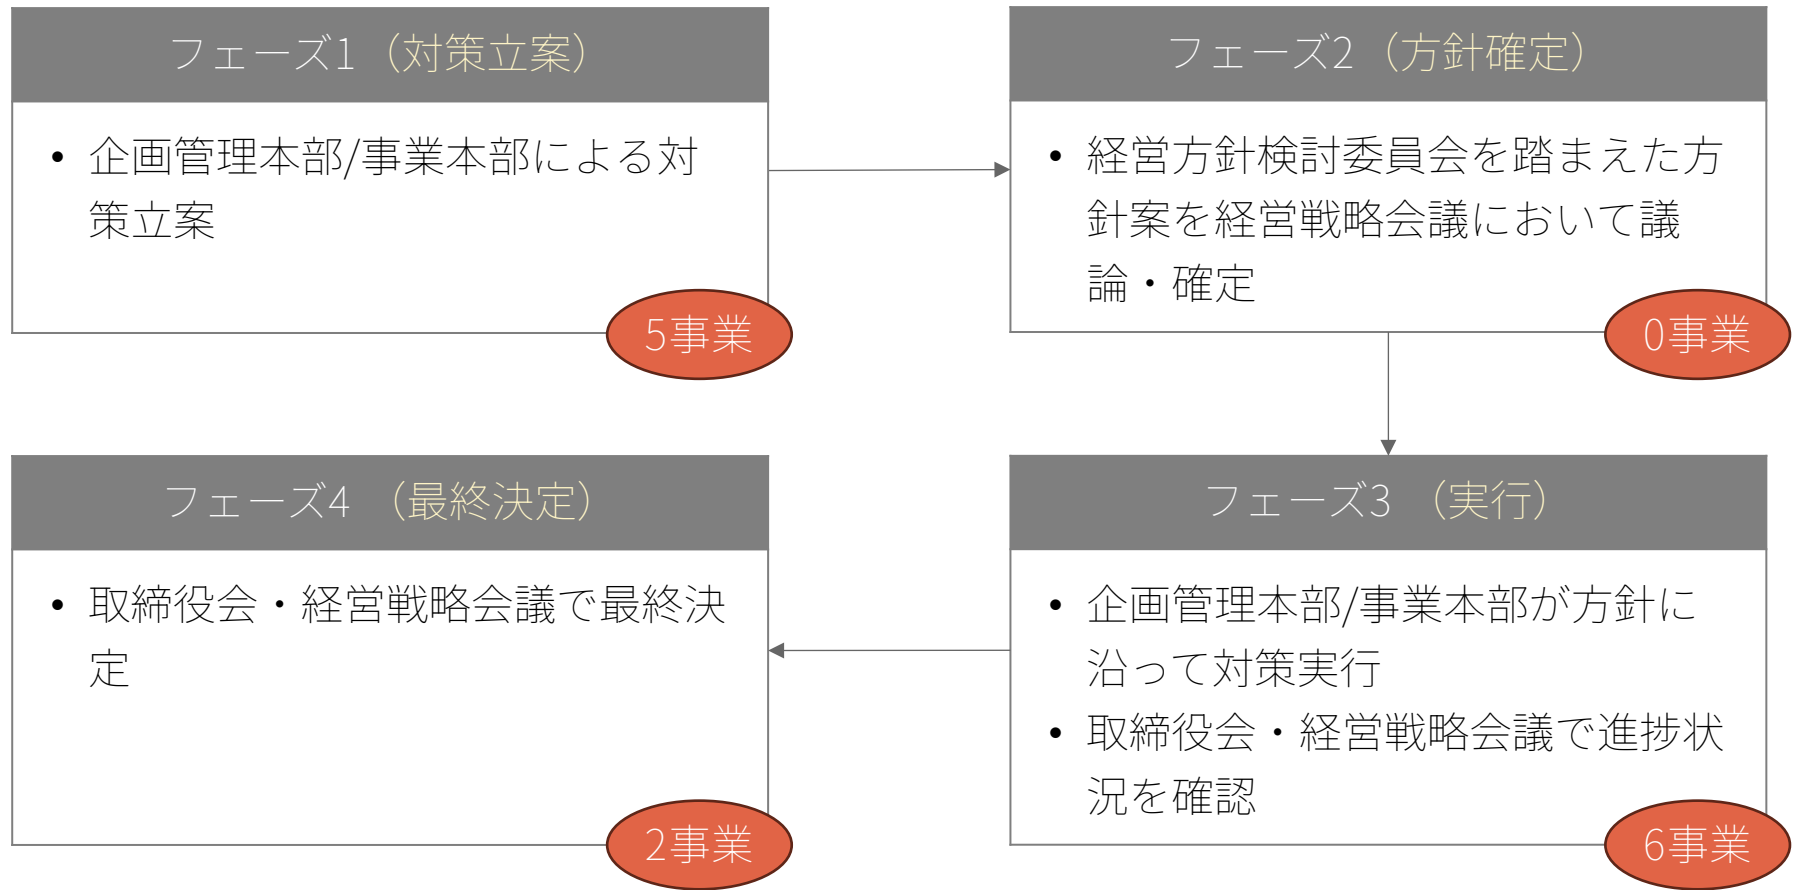 フェーズ1（対策立案）
• 企画管理本部/事業本部による対
策立案
5事業
フェーズ2（方針確定）
• 経営方針検討委員会を踏まえた方
針案を経営戦略会議において議
論・確定
0事業
フェーズ3 （実行）
• 企画管理本部/事業本部が方針に
沿って対策実行
• 取締役会・経営戦略会議で進捗状
況を確認
6事業
フェーズ4 （最終決定）
• 取締役会・経営戦略会議で最終決
定
2事業